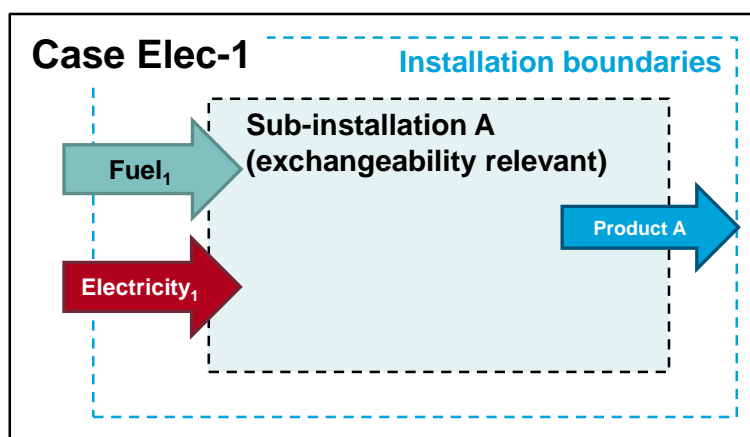 Case Elec-1
Installation boundaries
Sub-installation A
(exchangeability relevant)
Fuel₁
Product A
Electricity₁